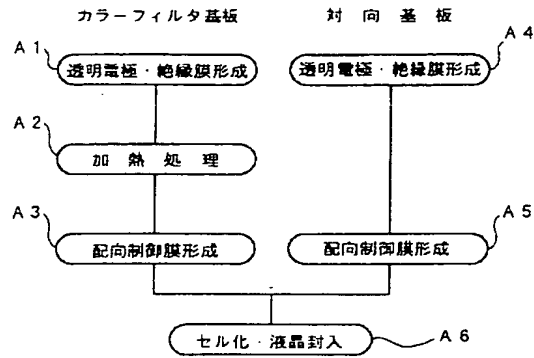 カラーフィルタ基板
対向基板
A1
透明電極・絶縁膜形成
A4
透明電極・絶縁膜形成
A2
加熱処理
A3
配向制御膜形成
A5
配向制御膜形成
A6
セル化・液晶封入